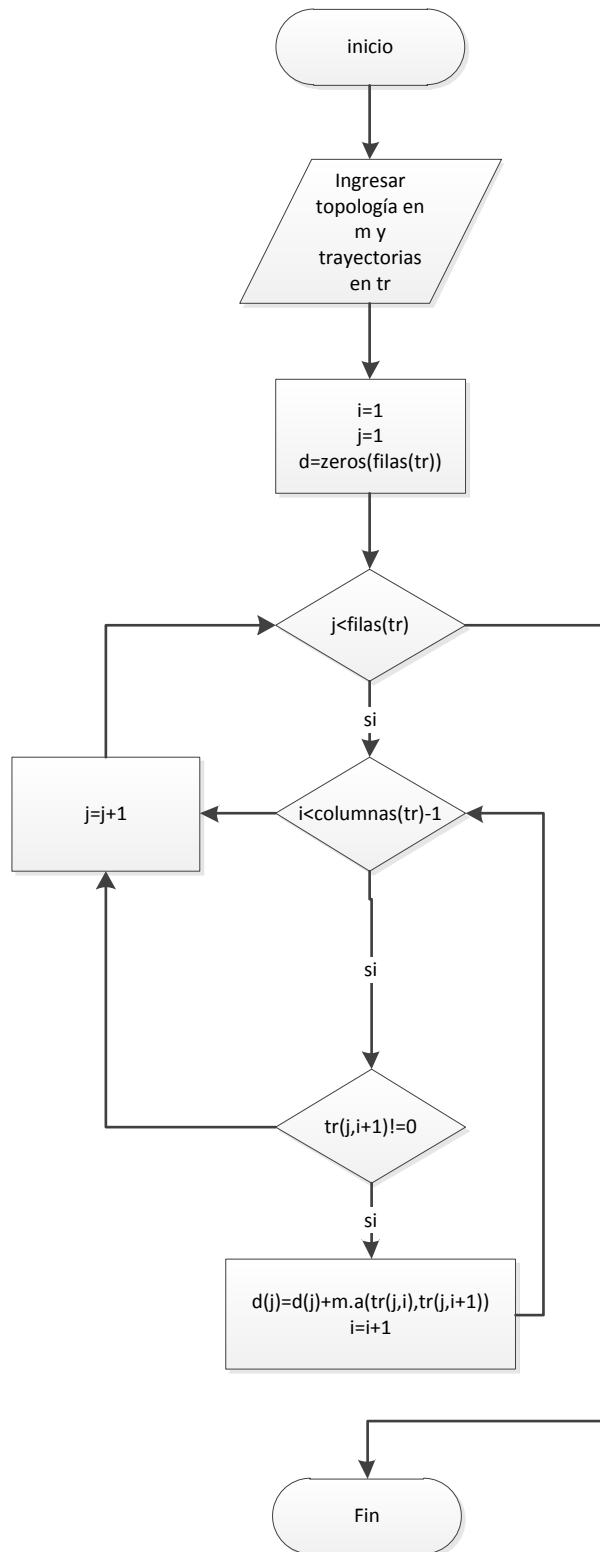 inicio
Ingresar
topología en
m y
trayectorias
en tr
i=1
j=1
d=zeros(filas(tr))
j<filas(tr)
si
j=j+1
i<columnas(tr)-1
si
tr(j,i+1)!=0
si
d(j)=d(j)+m.a(tr(j,i),tr(j,i+1))
i=i+1
Fin